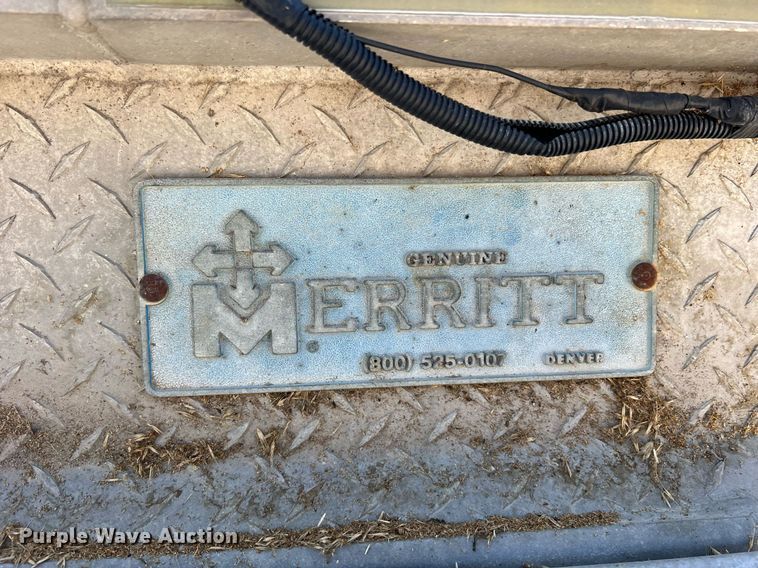 GENUINE
MERRITT®
(800) 525-0107 DENVER
Purple Wave Auction